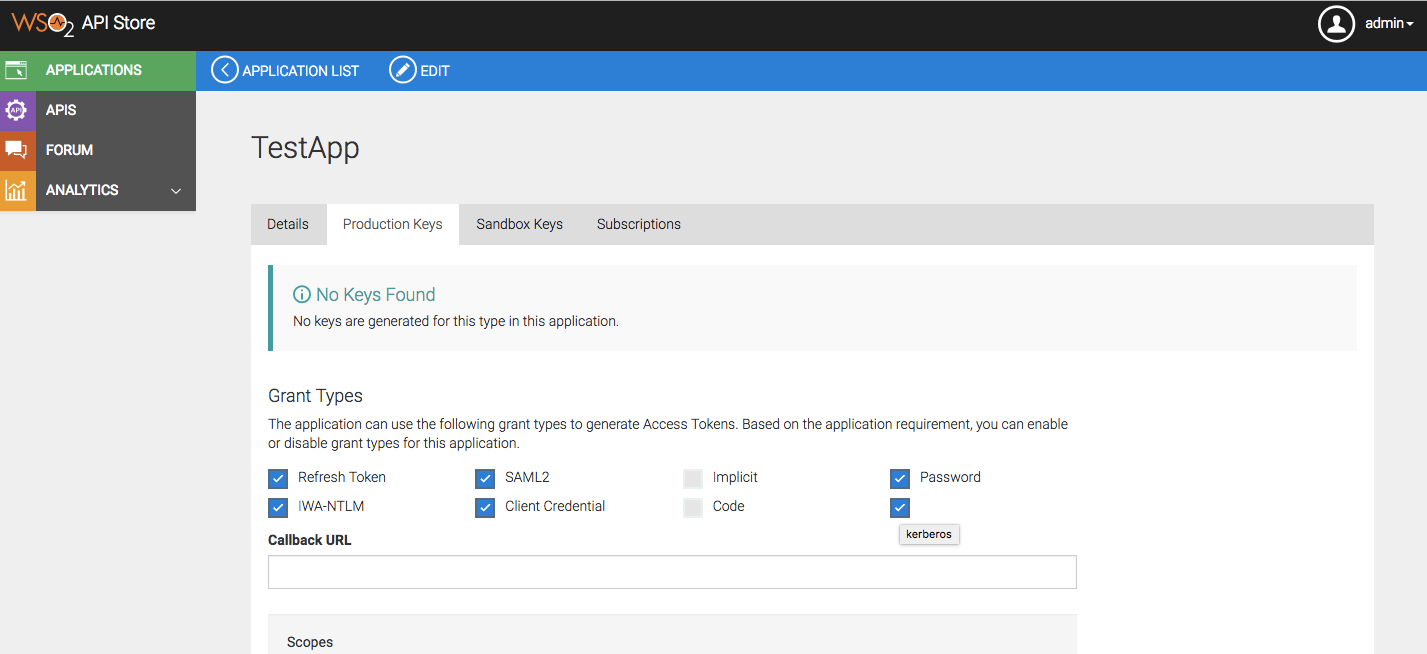 WSO2 API Store
admin
APPLICATIONS
APPLICATION LIST
EDIT
API
APIS
FORUM
ANALYTICS
TestApp
Details
Production Keys
Sandbox Keys
Subscriptions
No Keys Found
No keys are generated for this type in this application.
Grant Types
The application can use the following grant types to generate Access Tokens. Based on the application requirement, you can enable
or disable grant types for this application.
Refresh Token
SAML2
Implicit
Password
IWA-NTLM
Client Credential
Code
kerberos
Callback URL
Scopes